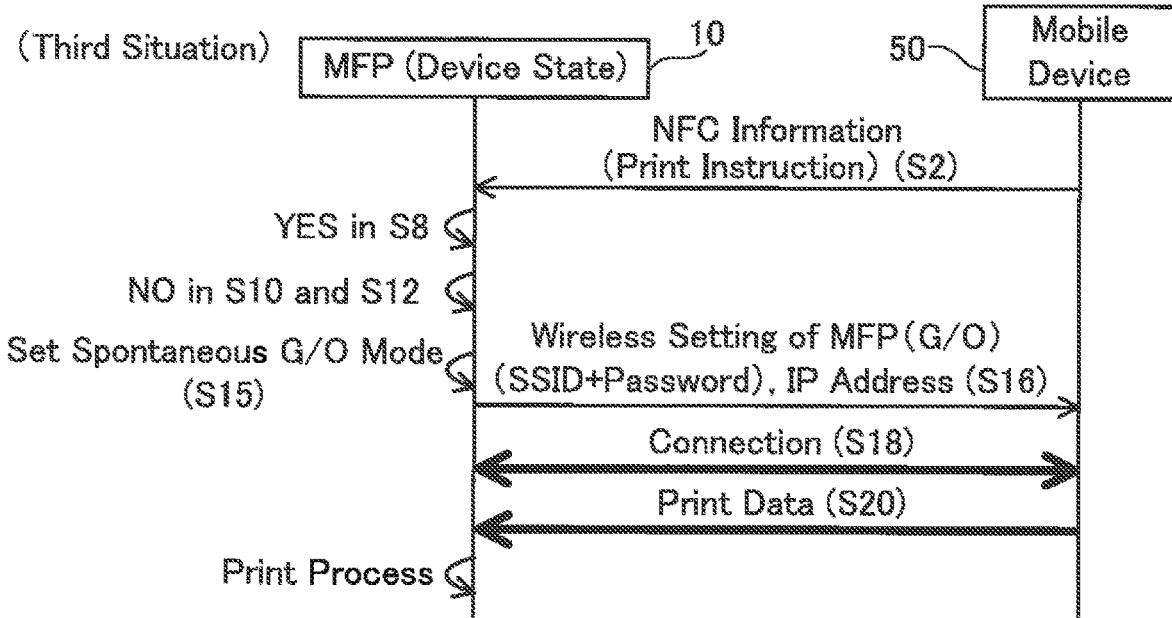 (Third Situation)
MFP (Device State)
10
50
Mobile
Device
NFC Information
(Print Instruction) (S2)
YES in S8
NO in S10 and S12
Set Spontaneous G/O Mode
(S15)
Wireless Setting of MFP(G/O)
(SSID+Password), IP Address (S16)
Connection (S18)
Print Data (S20)
Print Process